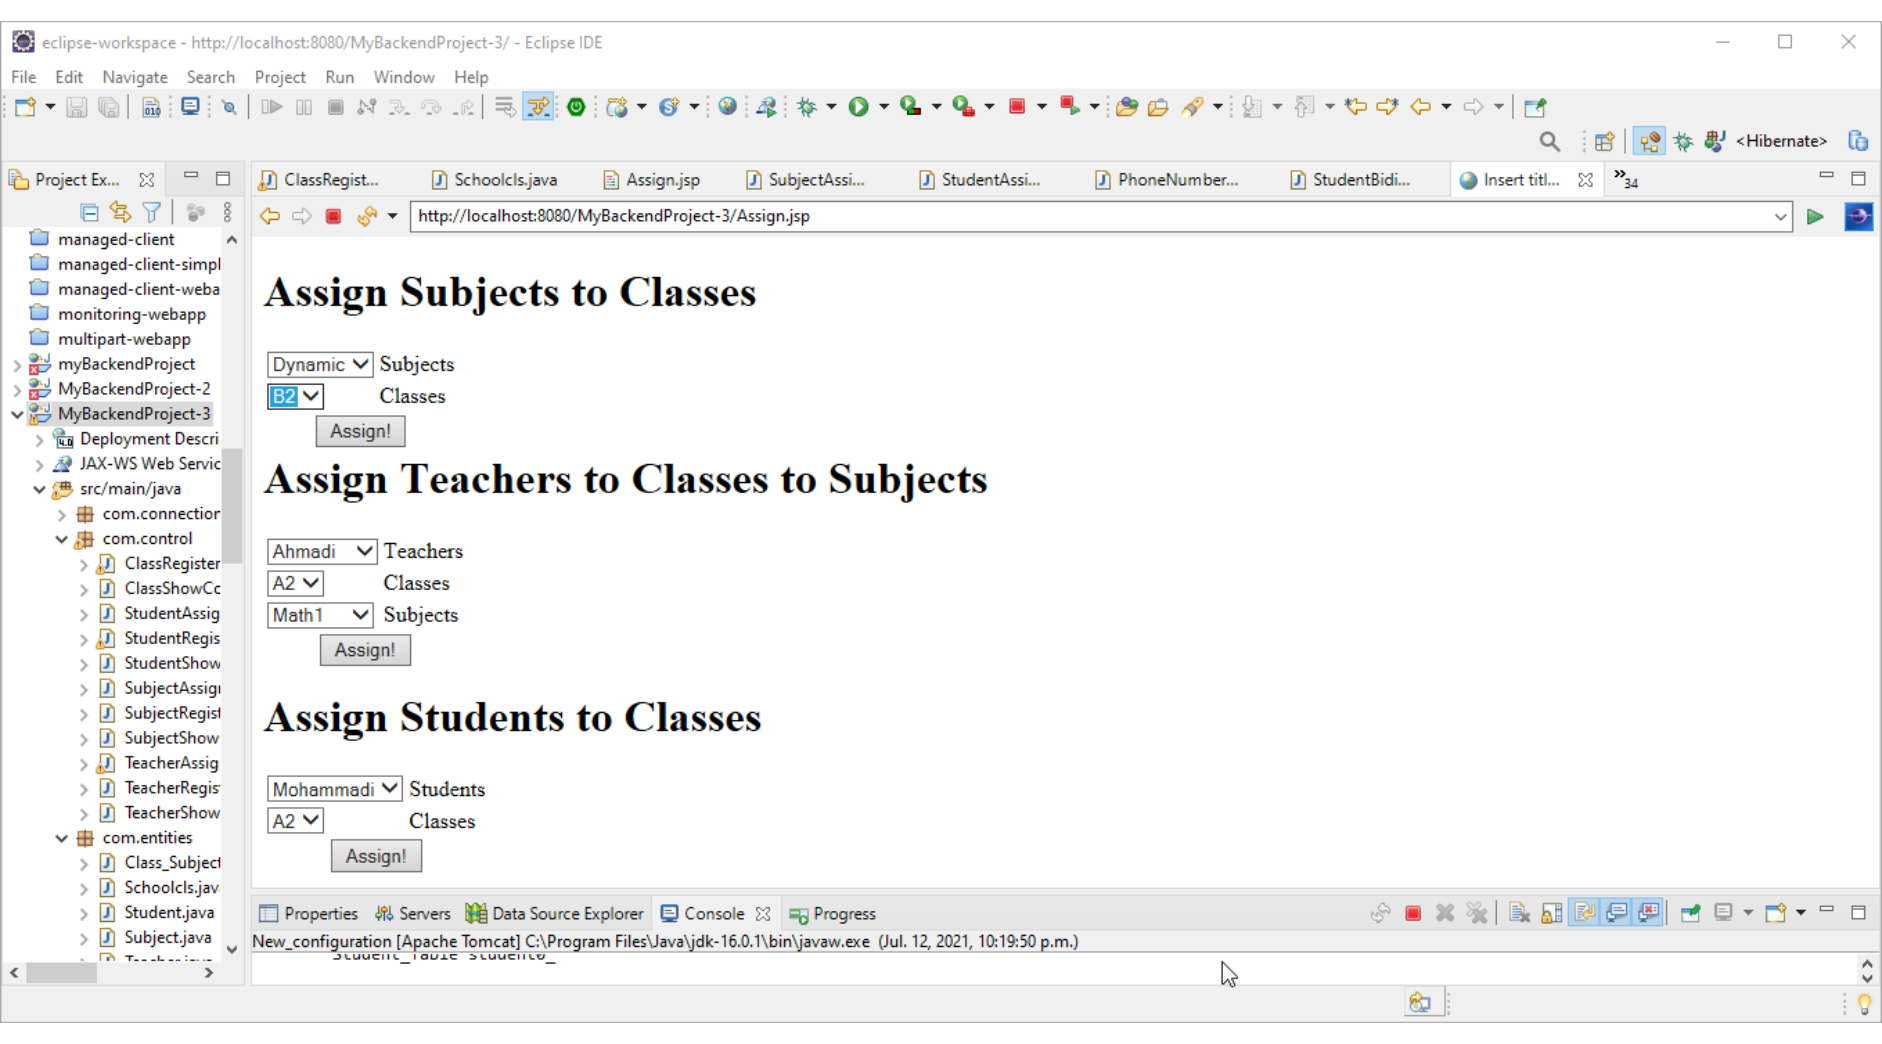 eclipse-workspace - http://localhost:8080/MyBackendProject-3/ - Eclipse IDE
File Edit Navigate Search Project Run Window Help
<Hibernate>
Project Ex...
ClassRegist... Schoolcls.java Assign.jsp SubjectAssi... StudentAssi... PhoneNumber... StudentBidi... Insert titl... »34
http://localhost:8080/MyBackendProject-3/Assign.jsp
managed-client
managed-client-simpl
managed-client-weba
monitoring-webapp
multipart-webapp
myBackendProject
MyBackendProject-2
MyBackendProject-3
Deployment Descri
JAX-WS Web Servic
src/main/java
com.connection
com.control
ClassRegister
ClassShowCo
StudentAssig
StudentRegis
StudentShow
SubjectAssig
SubjectRegist
SubjectShow
TeacherAssig
TeacherRegis
TeacherShow
com.entities
Class_Subject
Schoolcls.jav
Student.java
Subject.java
Assign Subjects to Classes
Dynamic Subjects
B2 Classes
Assign!
Assign Teachers to Classes to Subjects
Ahmadi Teachers
A2 Classes
Math1 Subjects
Assign!
Assign Students to Classes
Mohammadi Students
A2 Classes
Assign!
Properties Servers Data Source Explorer Console Progress
New_configuration [Apache Tomcat] C:\Program Files\Java\jdk-16.0.1\bin\javaw.exe (Jul. 12, 2021, 10:19:50 p.m.)
Student_Table student0_